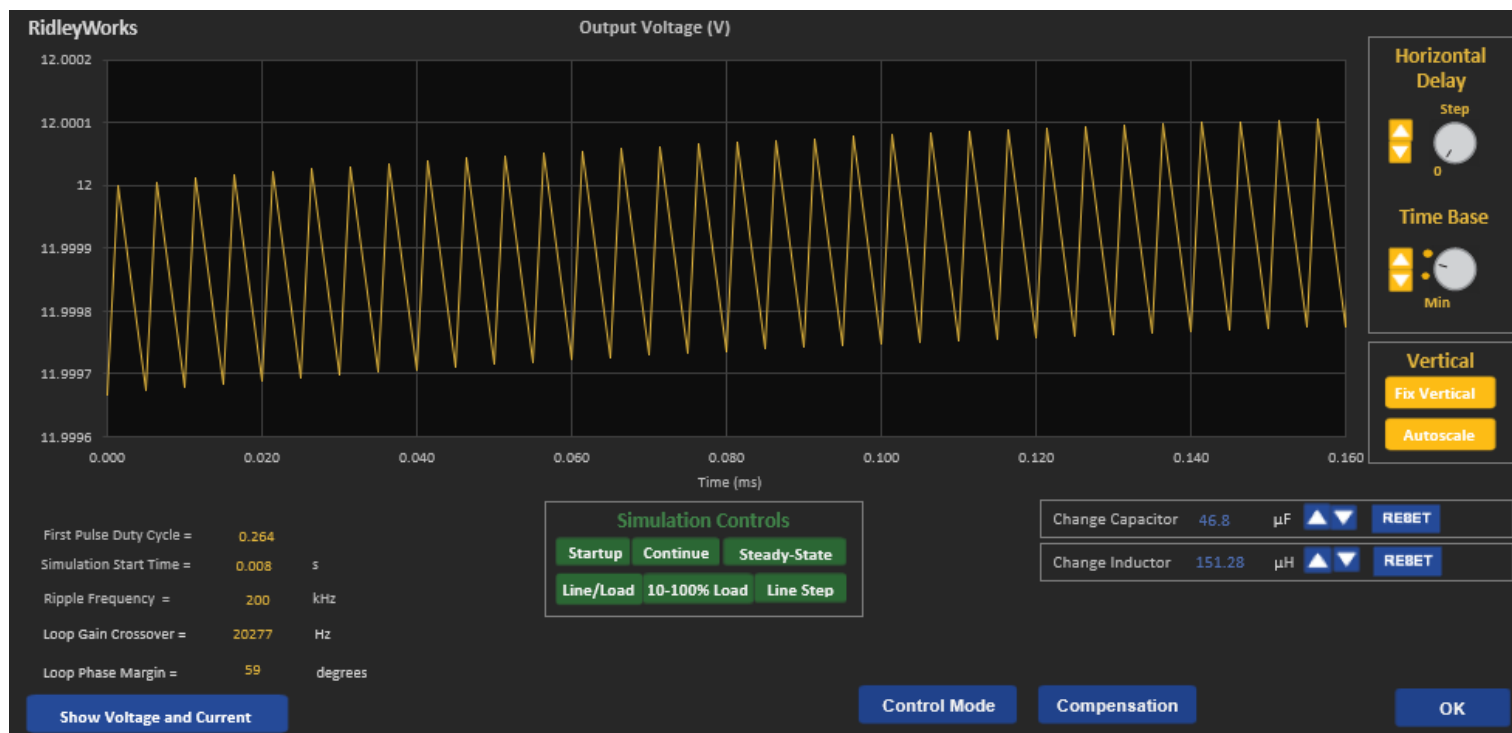 RidleyWorks
Output Voltage (V)
12.0002
12.0001
12
11.9999
11.9998
11.9997
11.9996
0.000 0.020 0.040 0.060 0.080 0.100 0.120 0.140 0.160
Time (ms)
Horizontal
Delay
Step
0
Time Base
Min
Vertical
Fix Vertical
Autoscale
First Pulse Duty Cycle = 0.264
Simulation Start Time = 0.008 s
Ripple Frequency = 200 kHz
Loop Gain Crossover = 20277 Hz
Loop Phase Margin = 59 degrees
Show Voltage and Current
Simulation Controls
Startup Continue Steady-State
Line/Load 10-100% Load Line Step
Change Capacitor 46.8 µF REBET
Change Inductor 151.28 µH REBET
Control Mode Compensation OK